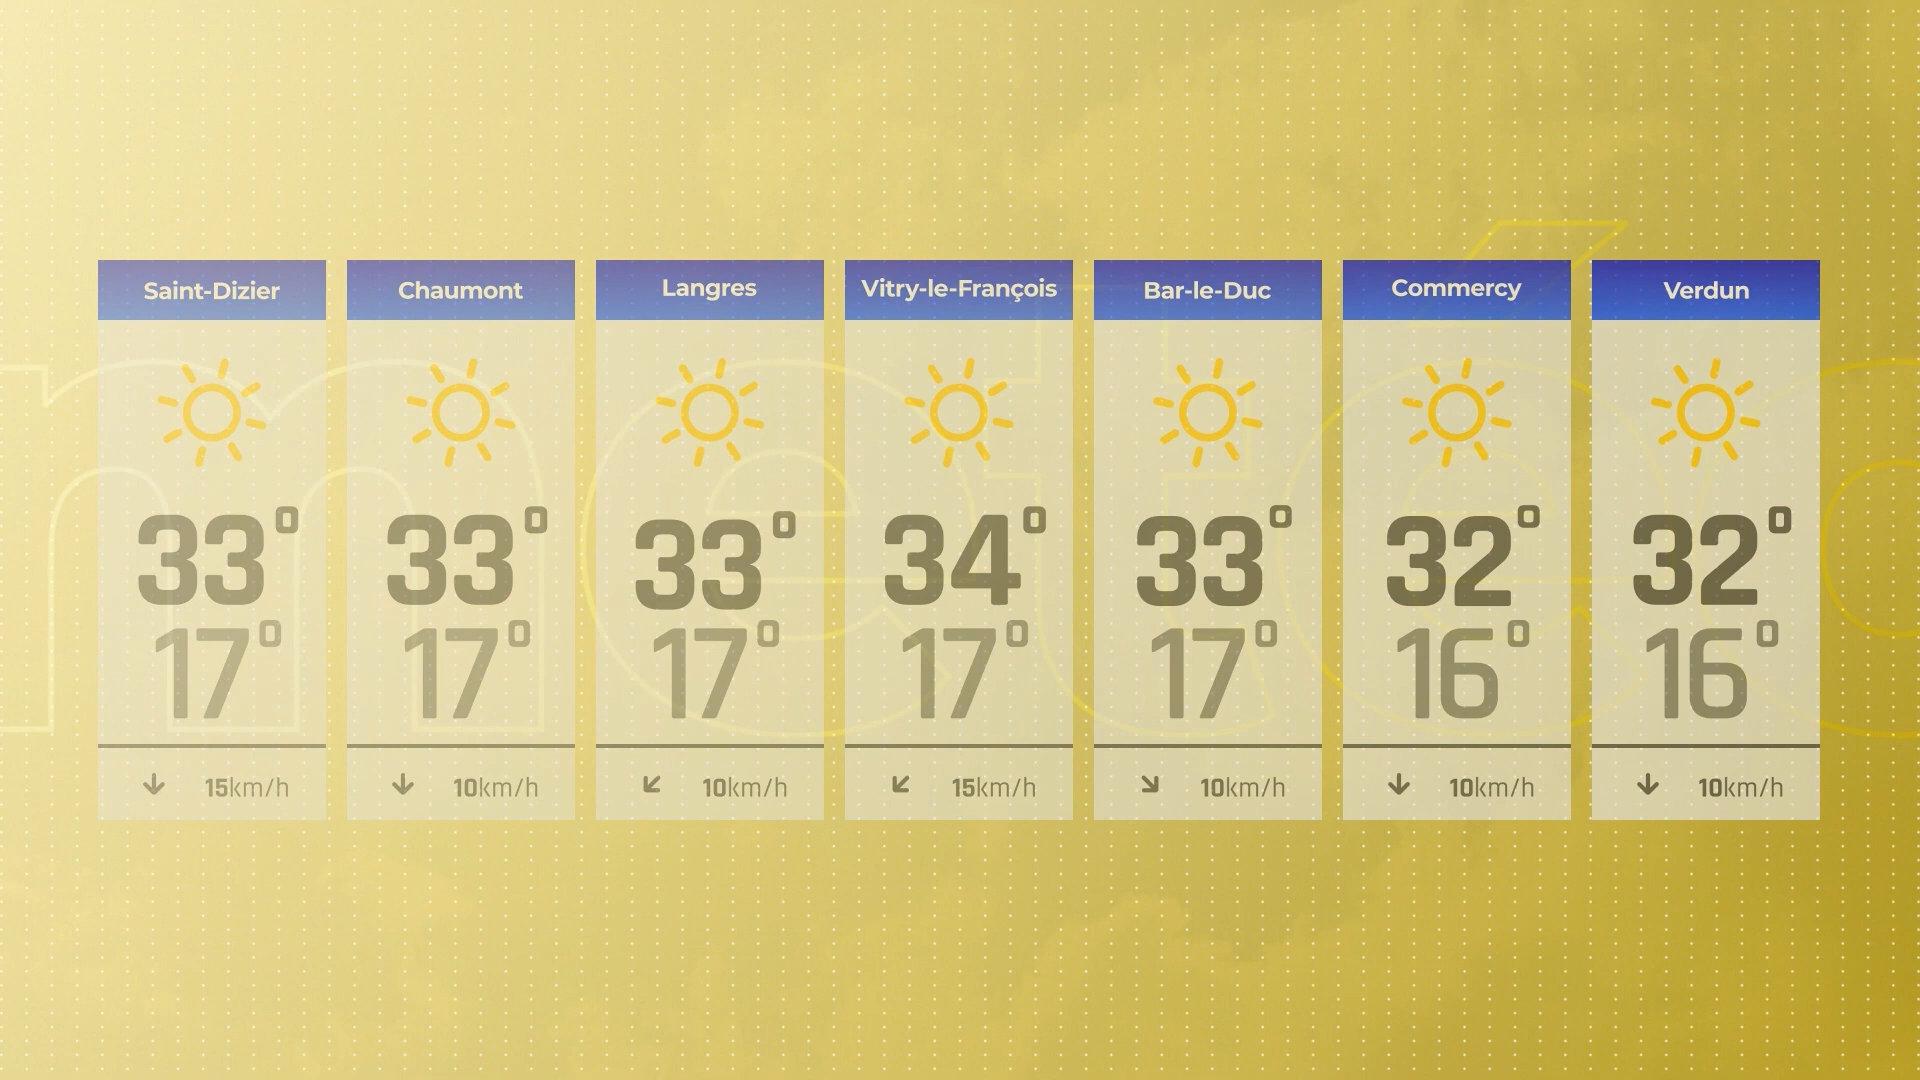 Saint-Dizier
33°
17°
15km/h
Chaumont
33°
17°
10km/h
Langres
33°
17°
10km/h
Vitry-le-François
34°
17°
15km/h
Bar-le-Duc
33°
17°
10km/h
Commercy
32°
16°
10km/h
Verdun
32°
16°
10km/h
météo